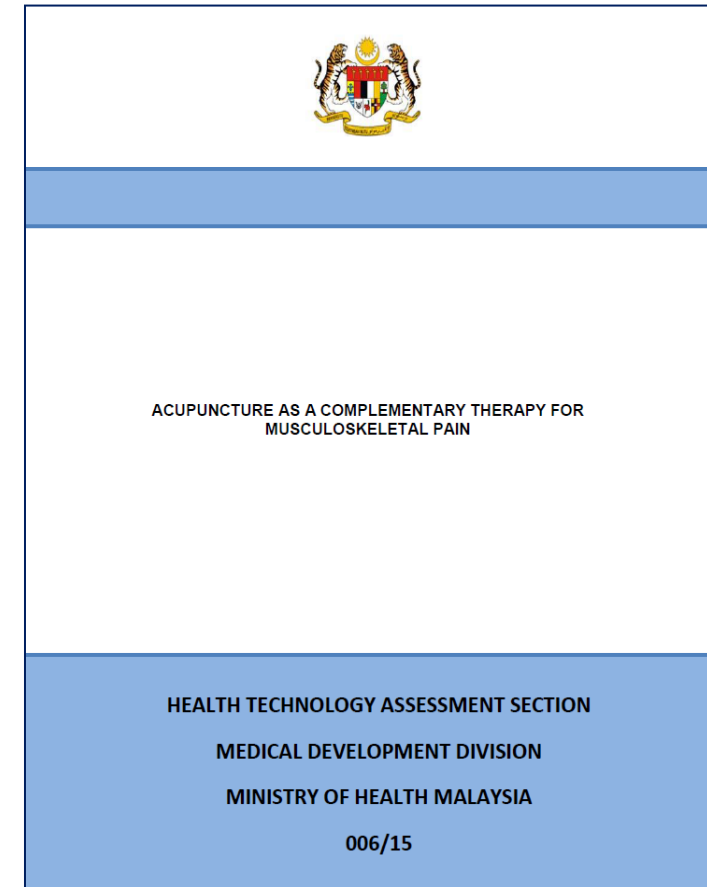 ACUPUNCTURE AS A COMPLEMENTARY THERAPY FOR
MUSCULOSKELETAL PAIN
HEALTH TECHNOLOGY ASSESSMENT SECTION
MEDICAL DEVELOPMENT DIVISION
MINISTRY OF HEALTH MALAYSIA
006/15